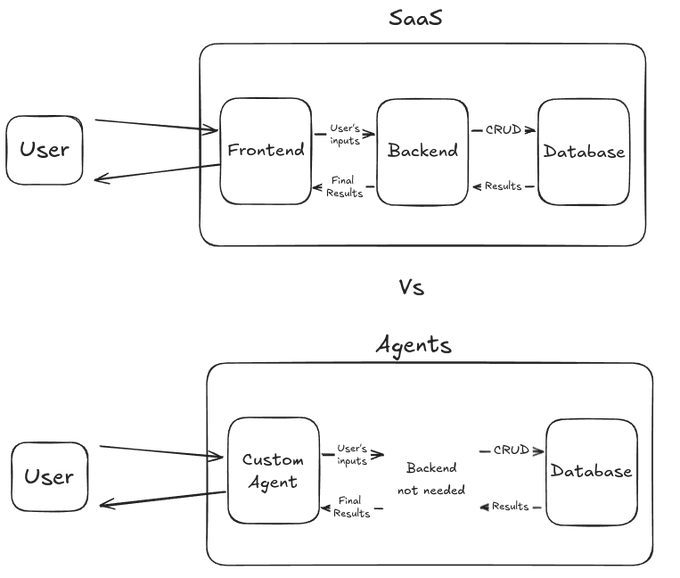 SaaS
User
Frontend
User's
inputs
Final
Results
Backend
CRUD
Results
Database
Vs
Agents
User
Custom
Agent
User's
inputs
Final
Results
Backend
not needed
CRUD
Results
Database